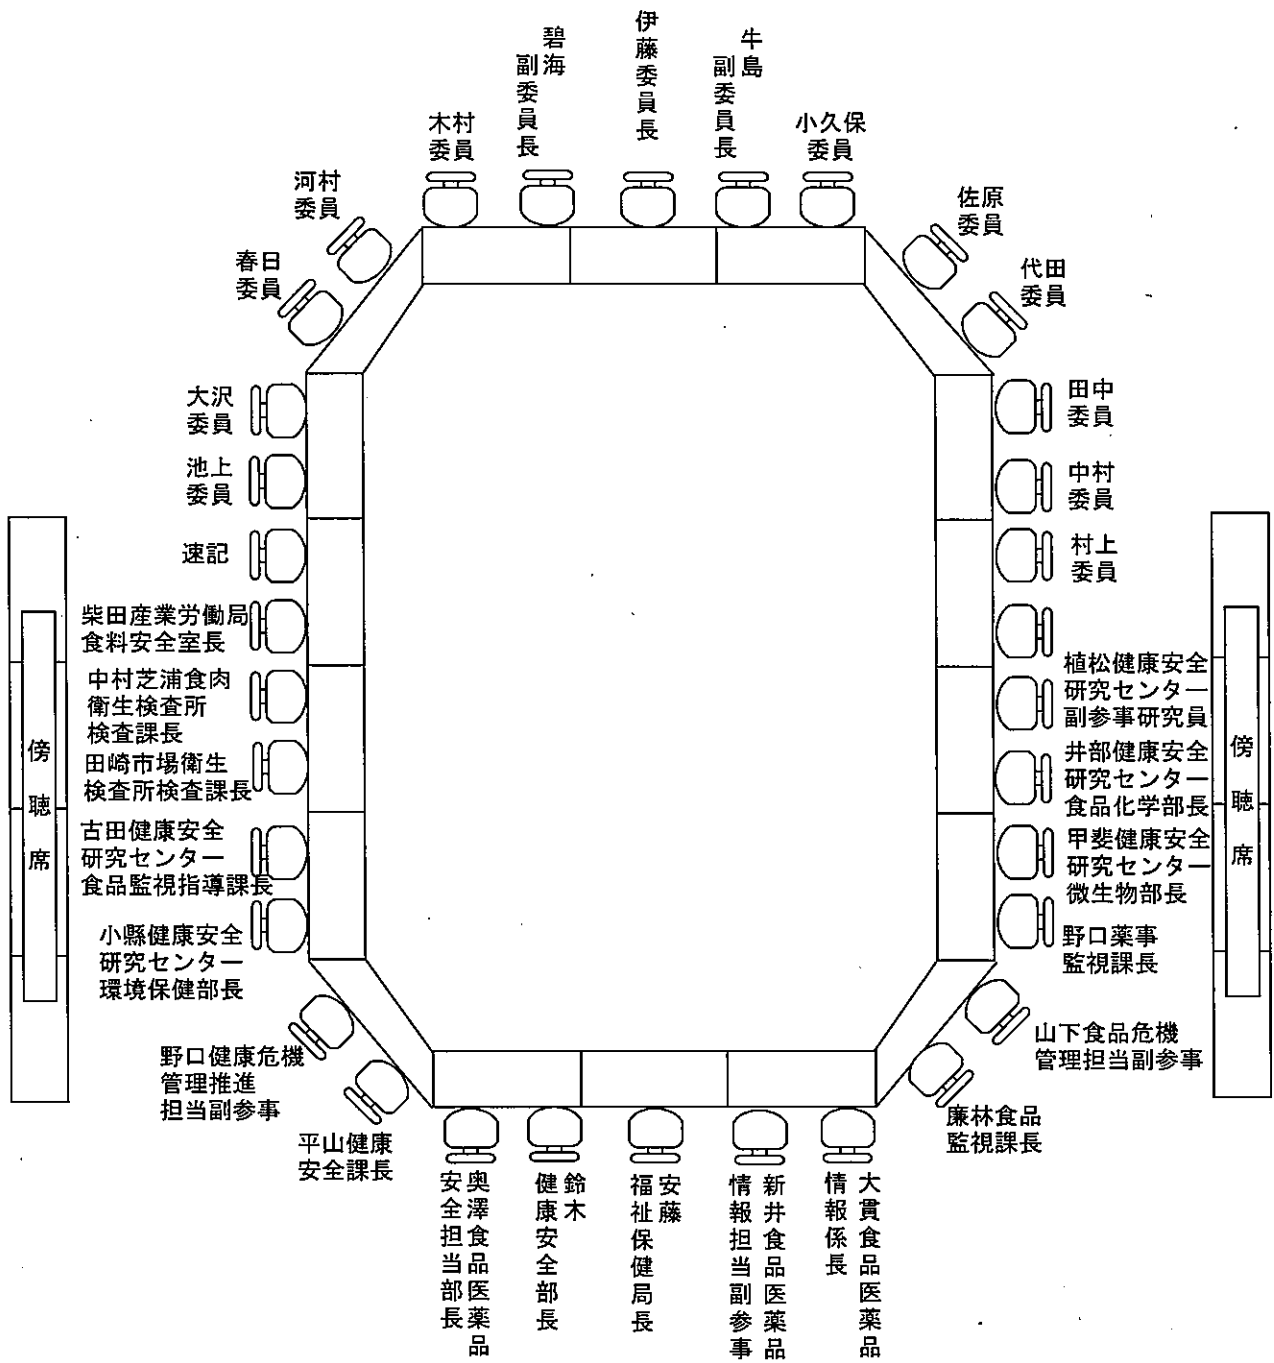 伊藤委員長
碧海
副委員長
牛島
副委員長
木村
委員
小久保
委員
河村
委員
佐原
委員
春日
委員
代田
委員
大沢
委員
田中
委員
池上
委員
中村
委員
速記
村上
委員
柴田産業労働局
食料安全室長
中村芝浦食肉
衛生検査所
検査課長
植松健康安全
研究センター
副参事研究員
田崎市場衛生
検査所検査課長
井部健康安全
研究センター
食品化学部長
古田健康安全
研究センター
食品監視指導課長
甲斐健康安全
研究センター
微生物部長
小縣健康安全
研究センター
環境保健部長
野口薬事
監視課長
傍聴席
傍聴席
野口健康危機
管理推進
担当副参事
山下食品危機
管理担当副参事
平山健康
安全課長
廉林食品
監視課長
奥澤食品医薬品
安全担当部長
鈴木
健康安全部長
安藤
福祉保健局長
新井食品医薬品
情報担当副参事
大貫食品医薬品
情報係長